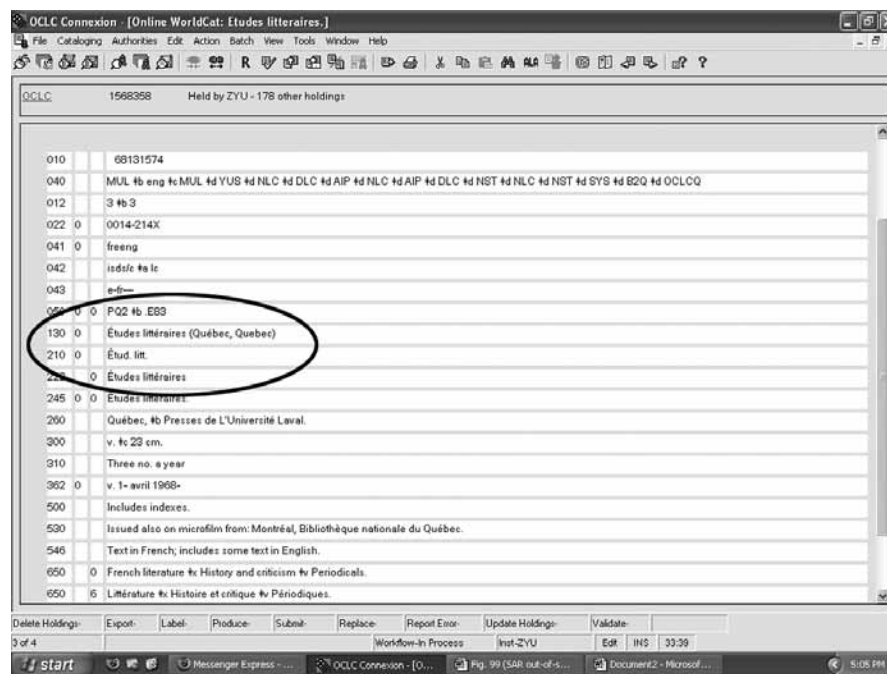 OCLC Connexion - [Online WorldCat: Etudes litteraires.]
File Cataloging Authorities Edit Action Batch View Tools Window Help
OCLC 1568358 Held by ZYU - 178 other holdings
010 68131574
040 MUL ǂb eng ǂc MUL ǂd YUS ǂd NLC ǂd DLC ǂd AIP ǂd NLC ǂd AIP ǂd DLC ǂd NST ǂd NLC ǂd NST ǂd SYS ǂd B2Q ǂd OCLCQ
012 3 ǂb 3
022 0 0014-214X
041 0 freeng
042 isds/c ǂa lc
043 e-fr---
050 0 0 PQ2 ǂb .E83
130 0 Études littéraires (Québec, Quebec)
210 0 Étud. litt.
222 0 Études littéraires
245 0 0 Etudes litteraires.
260 Québec, ǂb Presses de L'Université Laval.
300 v. ǂc 23 cm.
310 Three no. a year
362 0 v. 1- avril 1968-
500 Includes indexes.
530 Issued also on microfilm from: Montréal, Bibliothèque nationale du Québec.
546 Text in French; includes some text in English.
650 0 French literature ǂx History and criticism ǂv Periodicals.
650 6 Littérature ǂx Histoire et critique ǂv Périodiques.
Delete Holdings- Export- Label- Produce- Submit- Replace- Report Error- Update Holdings- Validate-
3 of 4 Workflow-In Process Inst-ZYU Edit INS 33:39
start Messenger Express - ... OCLC Connexion - [O... Fig. 99 (SAR out-of-s... Document2 - Microsof... 5:05 PM